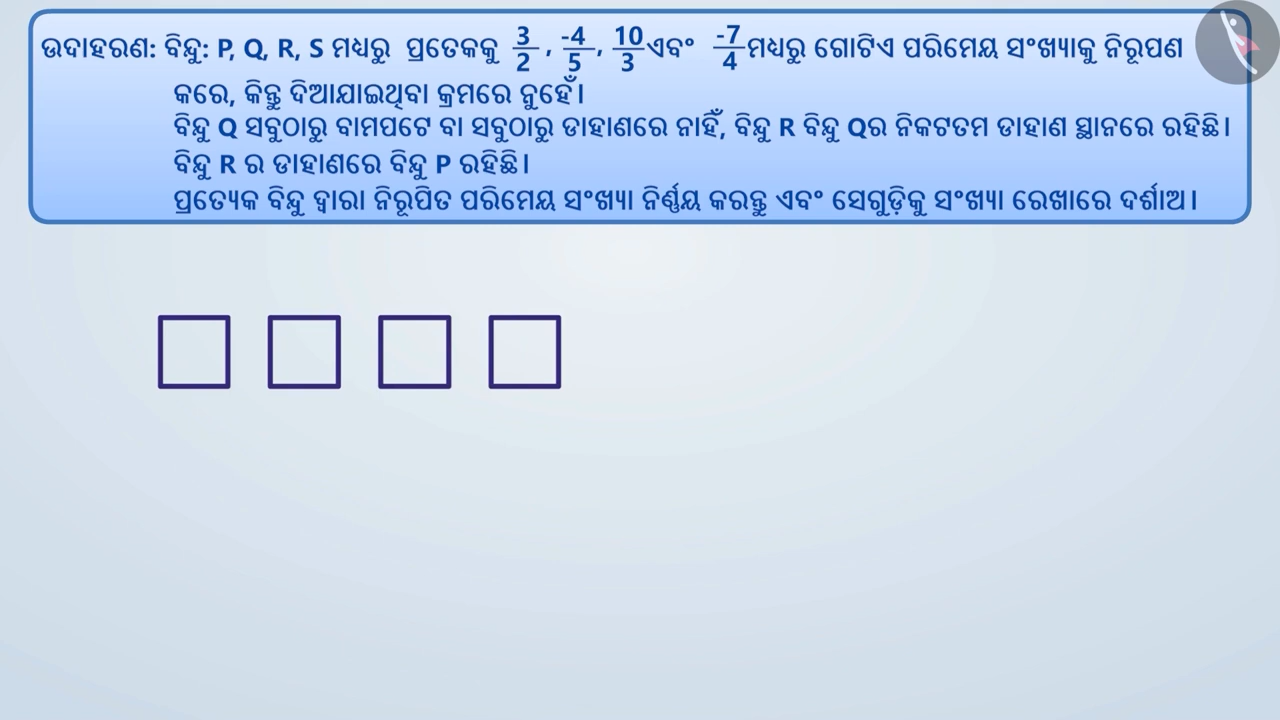 ଉଦାହରଣ: ବିନ୍ଦୁ: P, Q, R, S ମଧ୍ୟରୁ ପ୍ରତେକକୁ 3/2 , -4/5 , 10/3 ଏବଂ -7/4 ମଧ୍ୟରୁ ଗୋଟିଏ ପରିମେୟ ସଂଖ୍ୟାକୁ ନିରୂପଣ
କରେ, କିନ୍ତୁ ଦିଆଯାଇଥିବା କ୍ରମରେ ନୁହେଁ।
ବିନ୍ଦୁ Q ସବୁଠାରୁ ବାମପଟେ ବା ସବୁଠାରୁ ଡାହାଣରେ ନାହିଁ, ବିନ୍ଦୁ R ବିନ୍ଦୁ Qର ନିକଟତମ ଡାହାଣ ସ୍ଥାନରେ ରହିଛି।
ବିନ୍ଦୁ R ର ଡାହାଣରେ ବିନ୍ଦୁ P ରହିଛି।
ପ୍ରତ୍ୟେକ ବିନ୍ଦୁ ଦ୍ୱାରା ନିରୂପିତ ପରିମେୟ ସଂଖ୍ୟା ନିର୍ଣ୍ଣୟ କରନ୍ତୁ ଏବଂ ସେଗୁଡ଼ିକୁ ସଂଖ୍ୟା ରେଖାରେ ଦର୍ଶାଅ।